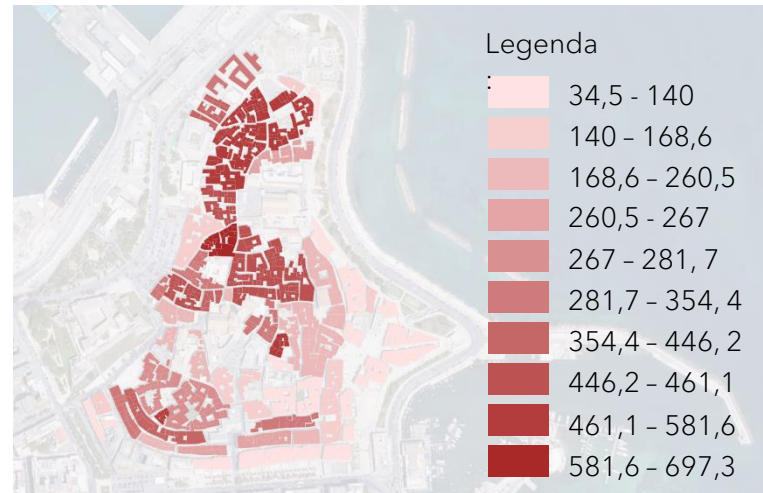 Legenda
:
34,5 - 140
140 – 168,6
168,6 – 260,5
260,5 - 267
267 – 281, 7
281,7 – 354, 4
354,4 – 446, 2
446,2 – 461,1
461,1 – 581,6
581,6 – 697,3